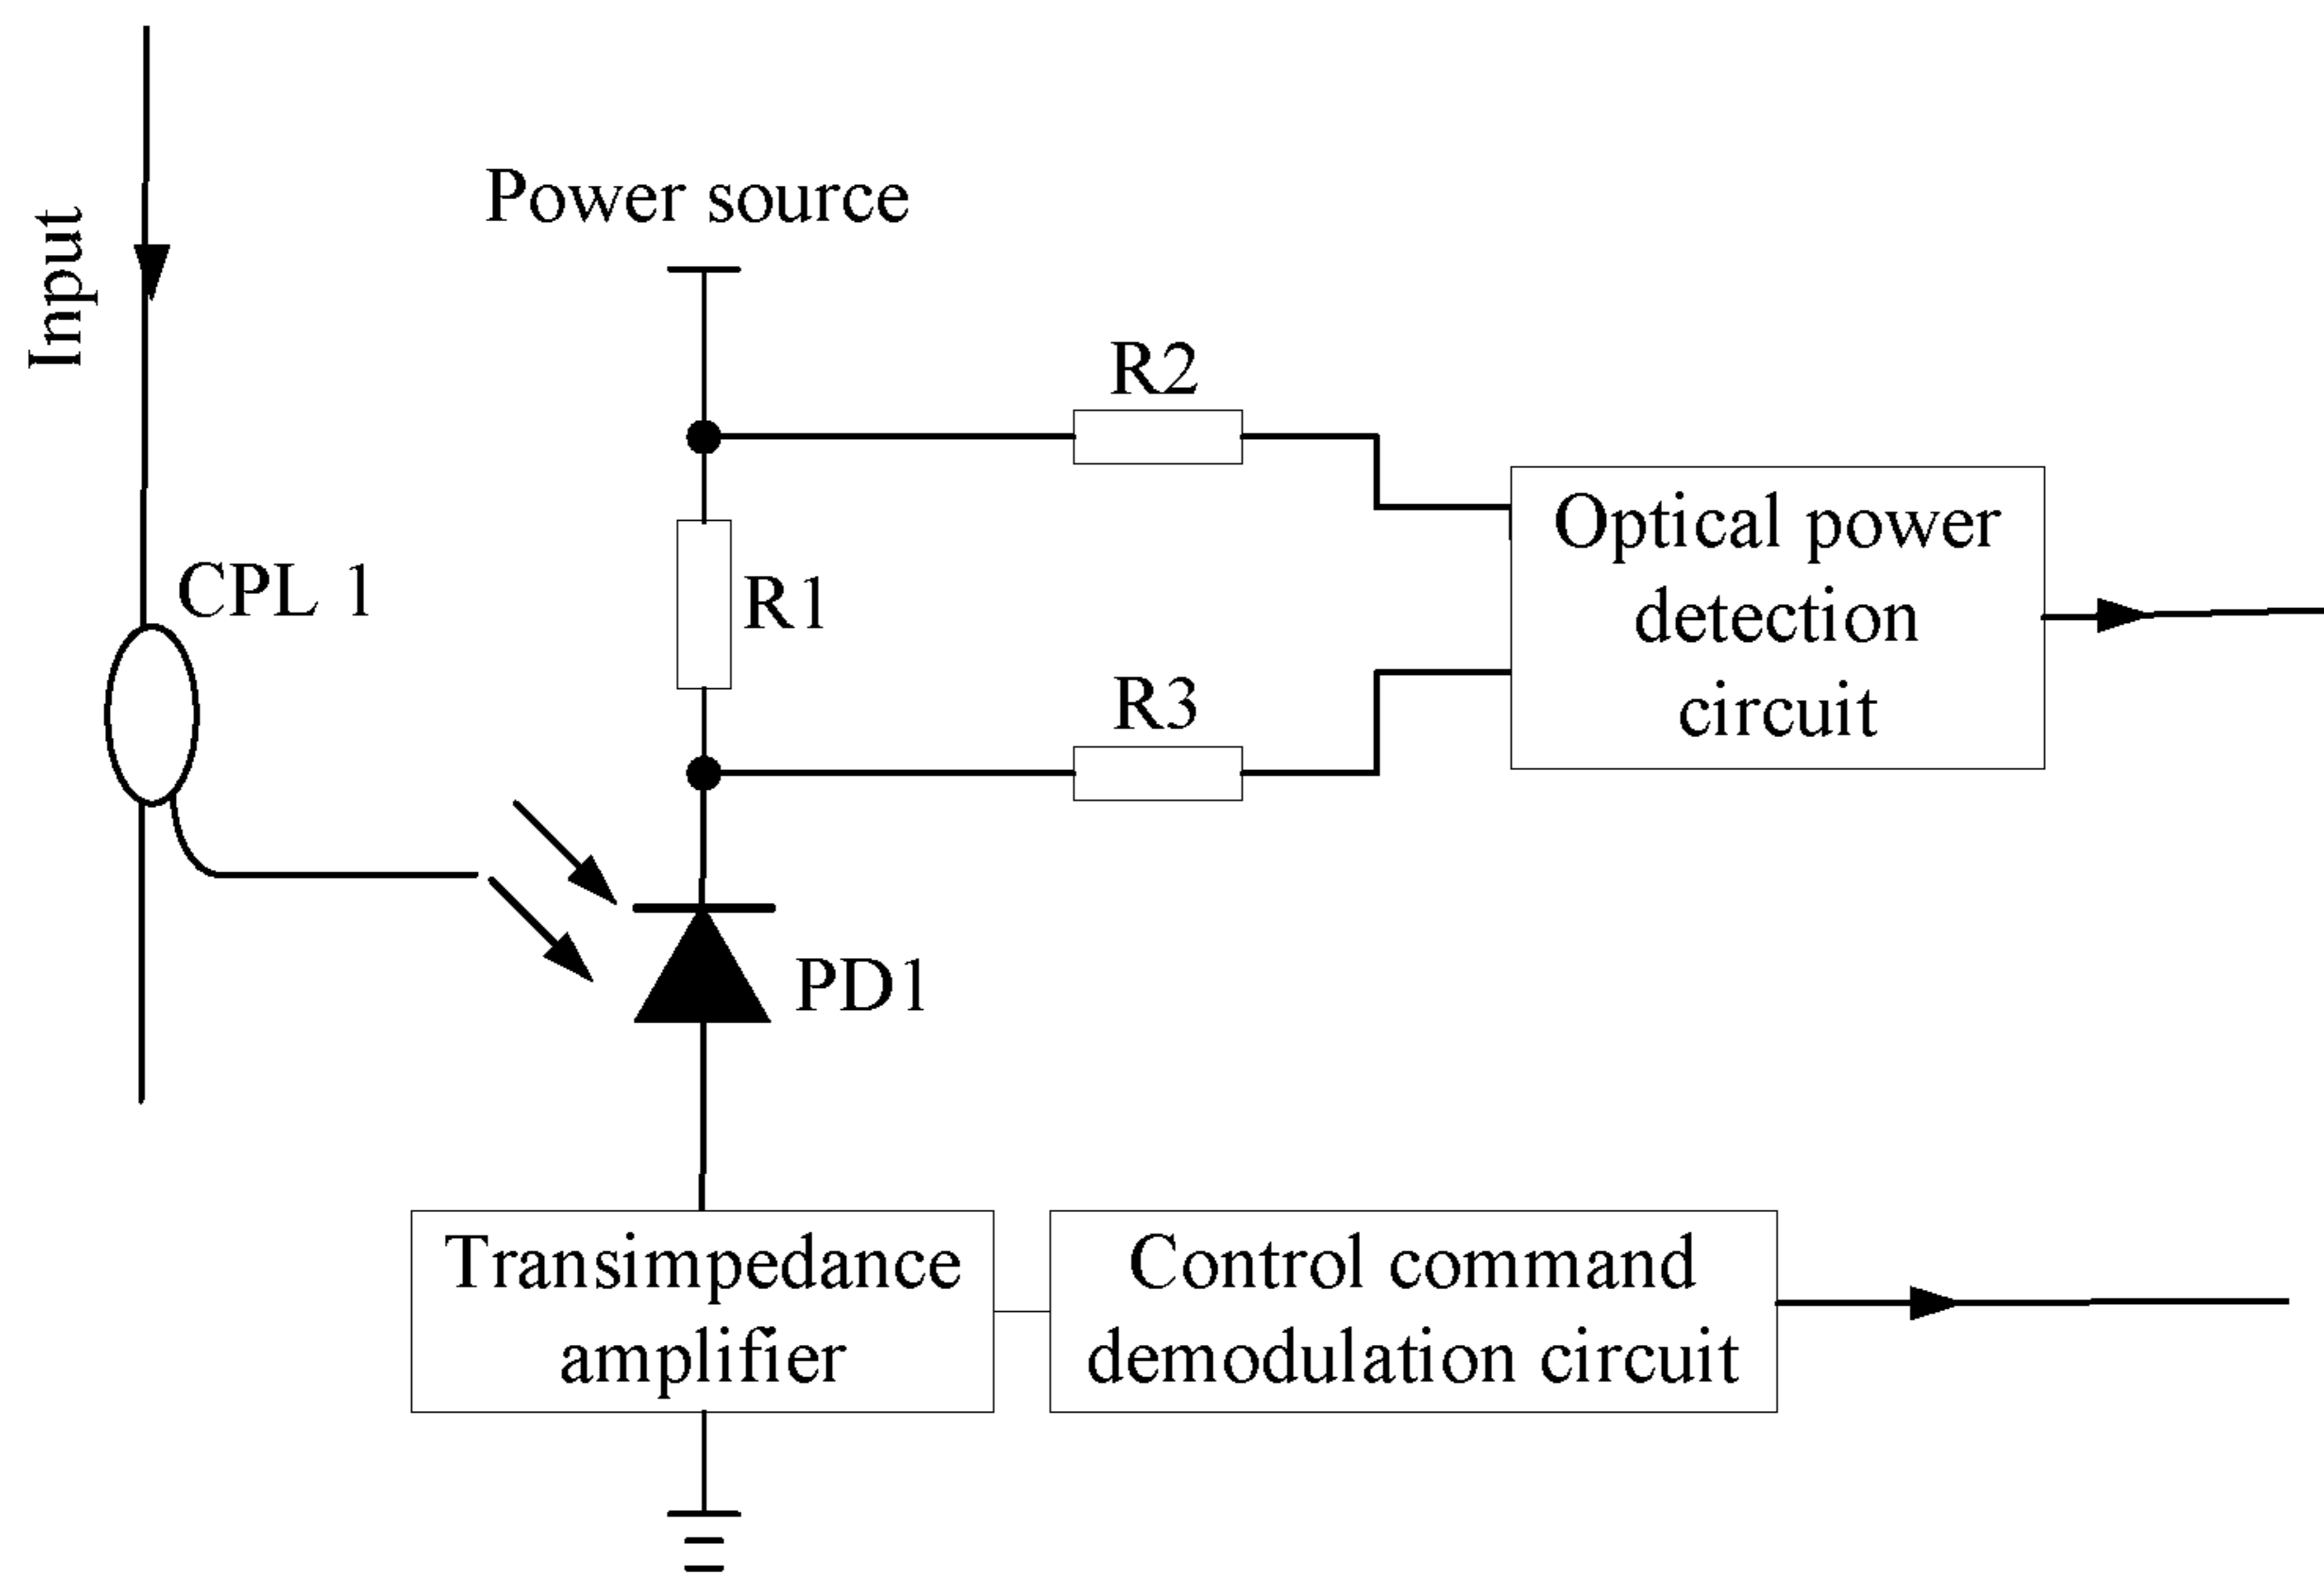 Input
Power source
R2
Optical power
detection
circuit
CPL 1
R1
R3
PD1
Transimpedance
amplifier
Control command
demodulation circuit